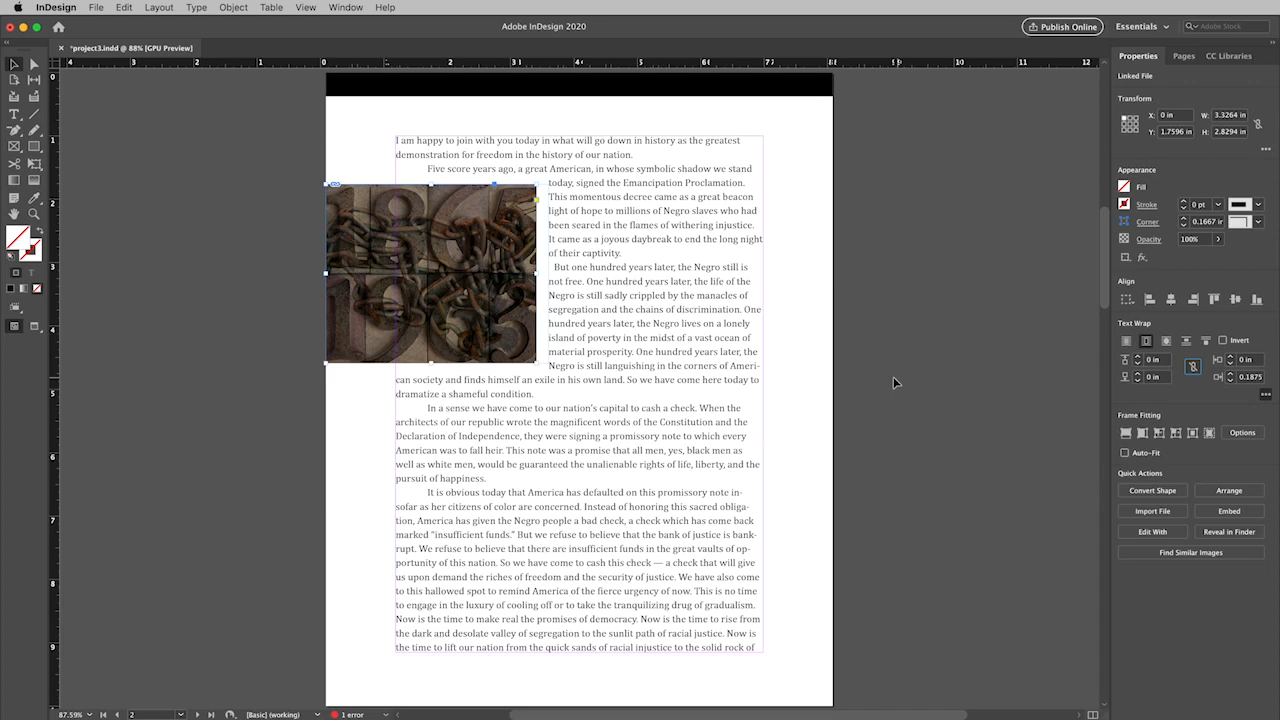 InDesign File Edit Layout Type Object Table View Window Help
Adobe InDesign 2020
Publish Online
Essentials
Adobe Stock
*project3.indd @ 88% [GPU Preview]
Properties Pages CC Libraries
Linked File
Transform
X: 0 in W: 3.3264 in
Y: 1.7596 in H: 2.8294 in
Appearance
Fill
Stroke 0 pt
Corner 0.1667 in
Opacity 100%
fx.
Align
Text Wrap
Invert
0 in 0 in
0 in 0.1875
Frame Fitting
Options
Auto-Fit
Quick Actions
Convert Shape Arrange
Import File Embed
Edit With Reveal in Finder
Find Similar Images
I am happy to join with you today in what will go down in history as the greatest
demonstration for freedom in the history of our nation.
Five score years ago, a great American, in whose symbolic shadow we stand
today, signed the Emancipation Proclamation.
This momentous decree came as a great beacon
light of hope to millions of Negro slaves who had
been seared in the flames of withering injustice.
It came as a joyous daybreak to end the long night
of their captivity.
But one hundred years later, the Negro still is
not free. One hundred years later, the life of the
Negro is still sadly crippled by the manacles of
segregation and the chains of discrimination. One
hundred years later, the Negro lives on a lonely
island of poverty in the midst of a vast ocean of
material prosperity. One hundred years later, the
Negro is still languishing in the corners of Ameri-
can society and finds himself an exile in his own land. So we have come here today to
dramatize a shameful condition.
In a sense we have come to our nation's capital to cash a check. When the
architects of our republic wrote the magnificent words of the Constitution and the
Declaration of Independence, they were signing a promissory note to which every
American was to fall heir. This note was a promise that all men, yes, black men as
well as white men, would be guaranteed the unalienable rights of life, liberty, and the
pursuit of happiness.
It is obvious today that America has defaulted on this promissory note in-
sofar as her citizens of color are concerned. Instead of honoring this sacred obliga-
tion, America has given the Negro people a bad check, a check which has come back
marked "insufficient funds." But we refuse to believe that the bank of justice is bank-
rupt. We refuse to believe that there are insufficient funds in the great vaults of op-
portunity of this nation. So we have come to cash this check — a check that will give
us upon demand the riches of freedom and the security of justice. We have also come
to this hallowed spot to remind America of the fierce urgency of now. This is no time
to engage in the luxury of cooling off or to take the tranquilizing drug of gradualism.
Now is the time to make real the promises of democracy. Now is the time to rise from
the dark and desolate valley of segregation to the sunlit path of racial justice. Now is
the time to lift our nation from the quick sands of racial injustice to the solid rock of
1863
1963
87.59% 2 [Basic] (working) 1 error